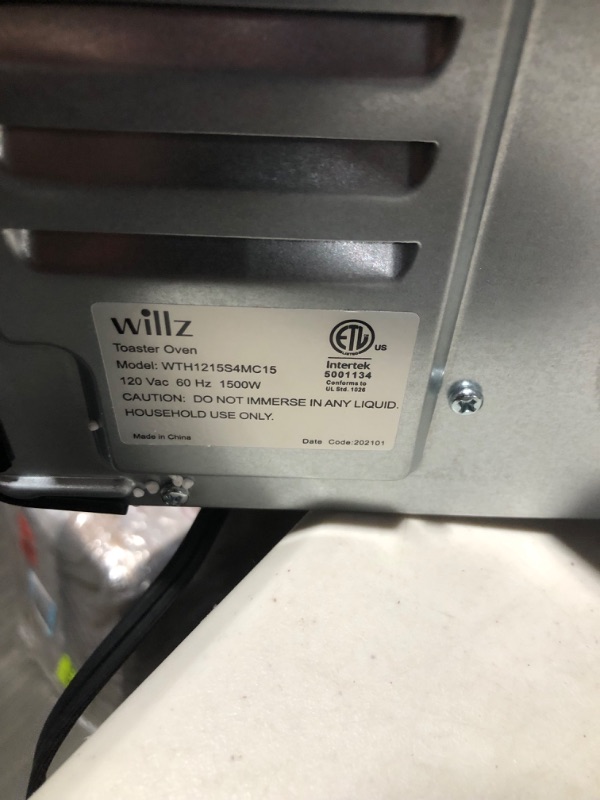 willz
Toaster Oven
Model: WTH1215S4MC15
120 Vac 60 Hz 1500W
CAUTION: DO NOT IMMERSE IN ANY LIQUID.
HOUSEHOLD USE ONLY.
Made in China
Date Code:202101
ETL US
LISTED
Intertek
5001134
Conforms to
UL Std. 1026